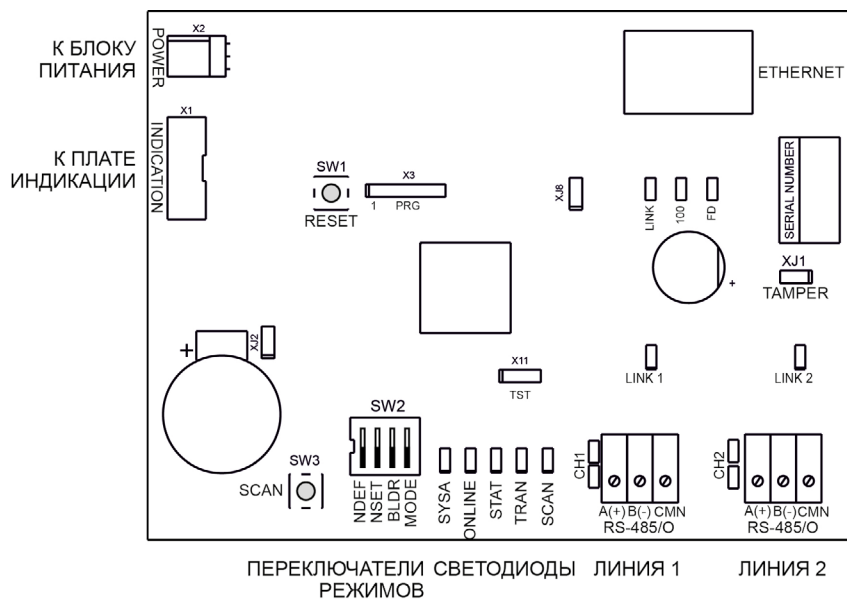 К БЛОКУ
ПИТАНИЯ
POWER
X2
ETHERNET
К ПЛАТЕ
ИНДИКАЦИИ
INDICATION
X1
SW1
RESET
X3
1 PRG
XJ8
LINK
100
FD
SERIAL NUMBER
XJ1
TAMPER
+
+
XJ2
X11
TST
LINK 1
LINK 2
SW2
SW3
SCAN
NDEF
NSET
BLDR
MODE
SYSA
ONLINE
STAT
TRAN
SCAN
CH1
A(+) B(-) CMN
RS-485/O
CH2
A(+) B(-) CMN
RS-485/O
ПЕРЕКЛЮЧАТЕЛИ
РЕЖИМОВ
СВЕТОДИОДЫ
ЛИНИЯ 1
ЛИНИЯ 2